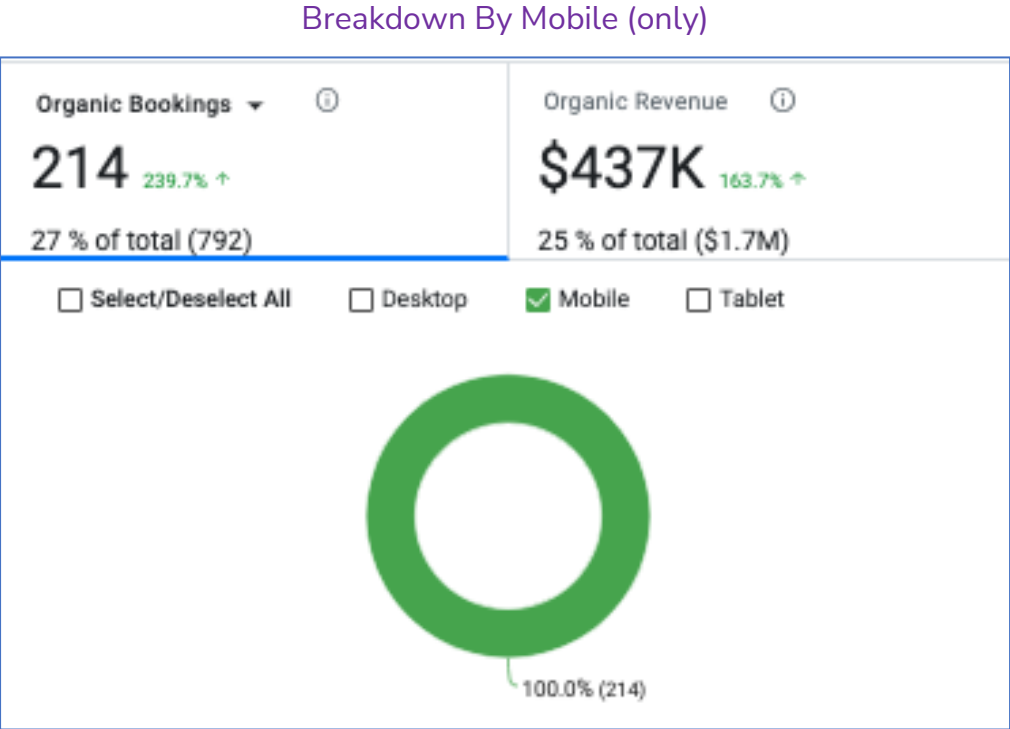 Breakdown By Mobile (only)
Organic Bookings
214 239.7% ↑
27 % of total (792)
Organic Revenue
$437K 163.7% ↑
25 % of total ($1.7M)
Select/Deselect All Desktop Mobile Tablet
100.0% (214)